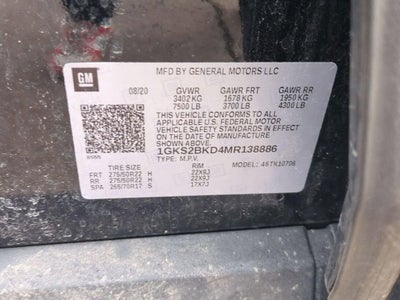 GM
MFD BY GENERAL MOTORS LLC
08/20 GVWR GAWR FRT GAWR RR
3402 KG 1678 KG 1950 KG
7500 LB 3700 LB 4300 LB
THIS VEHICLE CONFORMS TO ALL
APPLICABLE U.S. FEDERAL MOTOR
VEHICLE SAFETY STANDARDS IN
EFFECT ON THE DATE OF MANUFACTURE
SHOWN ABOVE.
1GKS2BKD4MR138886
TYPE: M.P.V. MODEL: 46TK10706
TIRE SIZE RIM
FRT 275/50R22 H 22X9J
RR 275/50R22 H 22X9J
SPA 265/70R17 S 17X7J